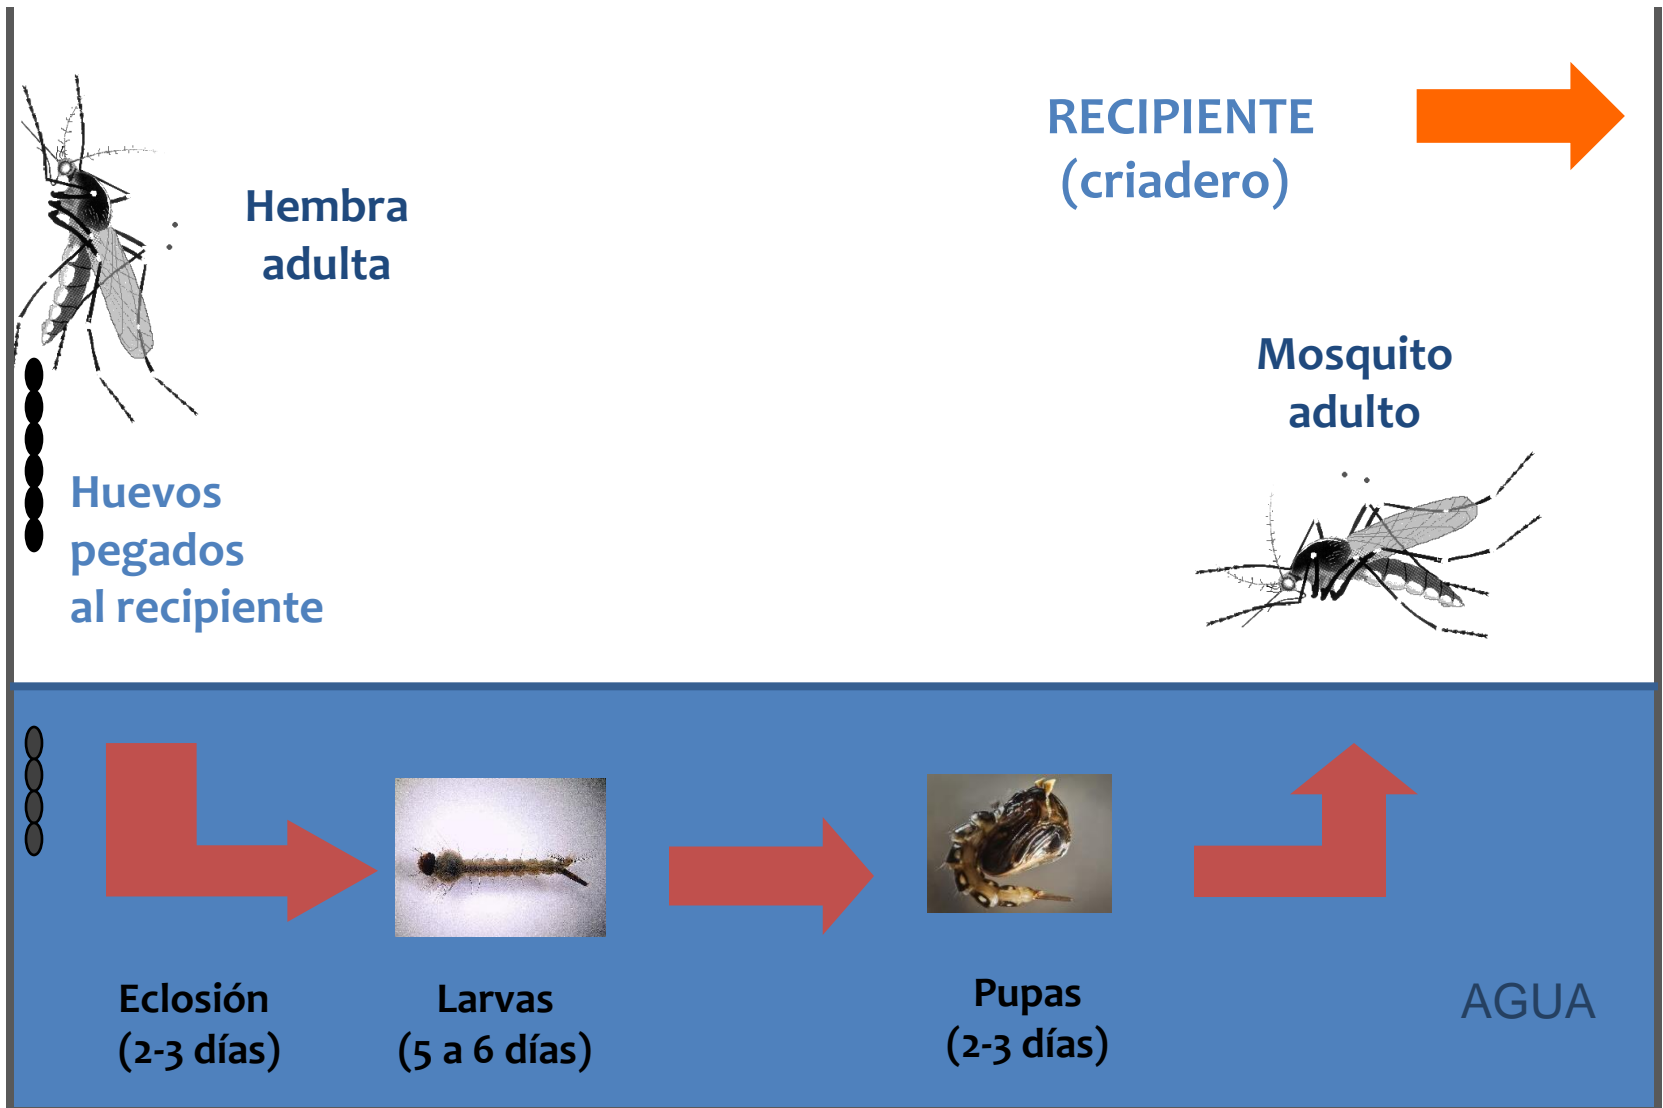 RECIPIENTE
(criadero)
Hembra
adulta
Mosquito
adulto
Huevos
pegados
al recipiente
Eclosión
(2-3 días)
Larvas
(5 a 6 días)
Pupas
(2-3 días)
AGUA